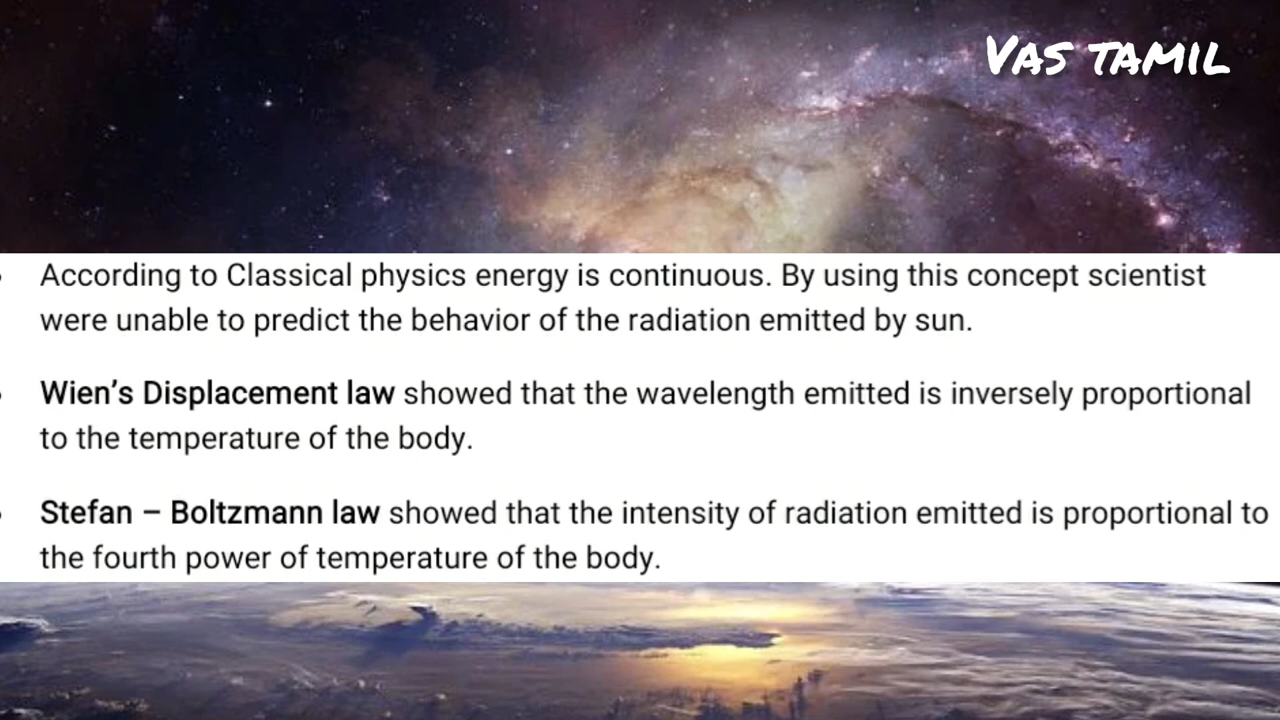 VAS TAMIL
According to Classical physics energy is continuous. By using this concept scientist
were unable to predict the behavior of the radiation emitted by sun.
Wien’s Displacement law showed that the wavelength emitted is inversely proportional
to the temperature of the body.
Stefan – Boltzmann law showed that the intensity of radiation emitted is proportional to
the fourth power of temperature of the body.